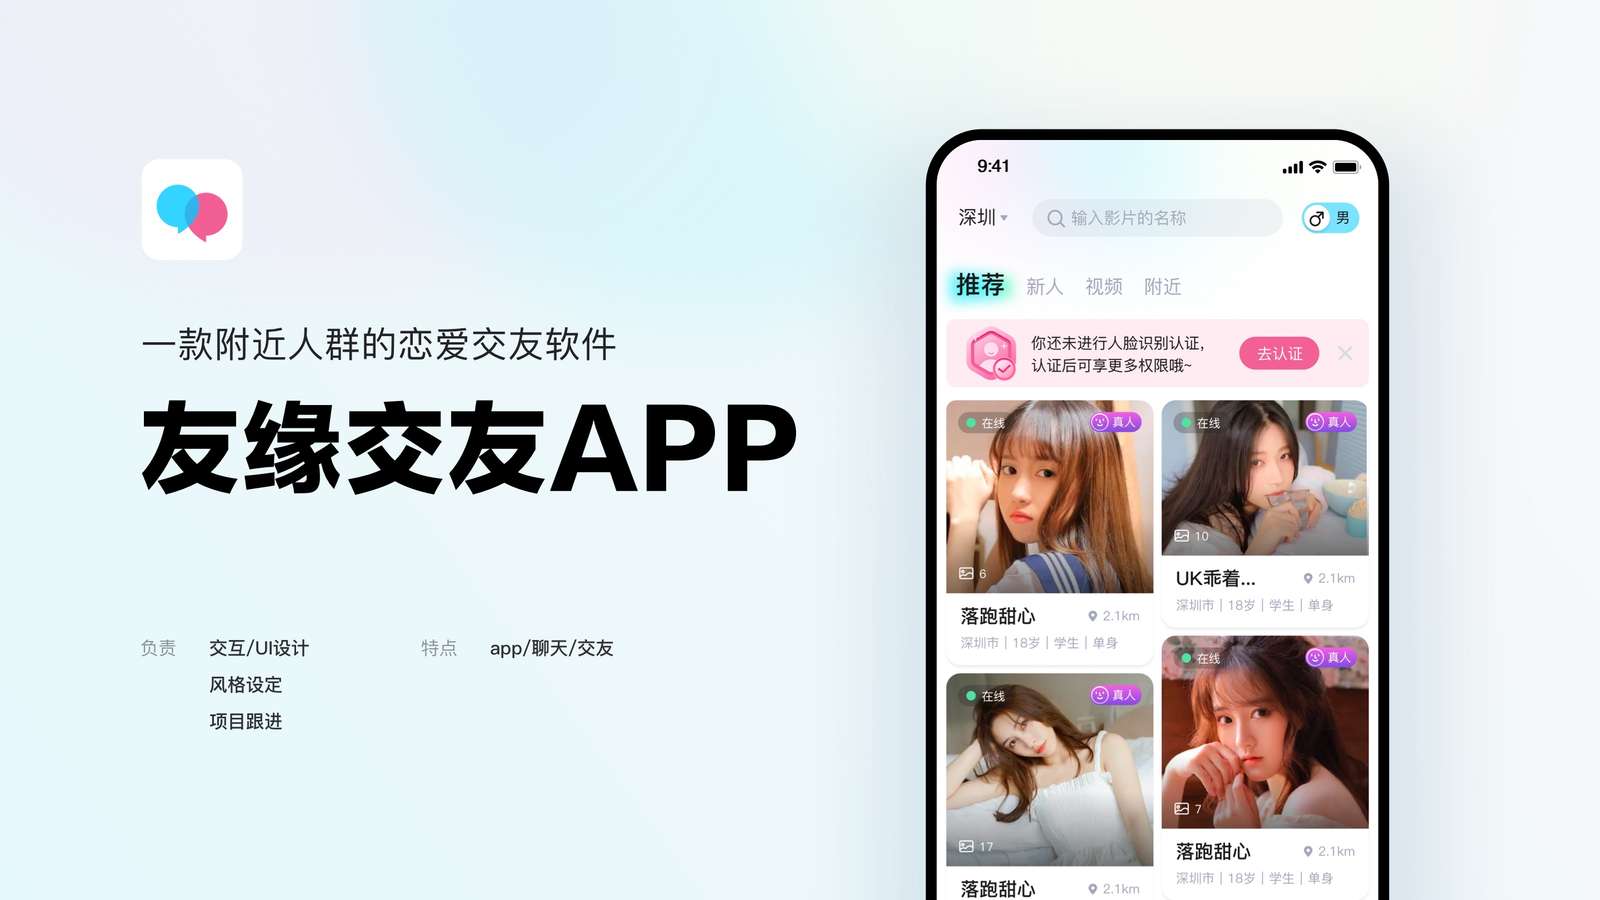 一款附近人群的恋爱交友软件
友缘交友APP
负责
交互/UI设计
风格设定
项目跟进
特点
app/聊天/交友
9:41
深圳
输入影片的名称
男
推荐
新人
视频
附近
你还未进行人脸识别认证，
认证后可享更多权限哦~
去认证
在线
真人
6
落跑甜心
2.1km
深圳市 | 18岁 | 学生 | 单身
在线
真人
10
UK乖着...
2.1km
深圳市 | 18岁 | 学生 | 单身
在线
真人
17
落跑甜心
2.1km
在线
真人
7
落跑甜心
2.1km
深圳市 | 18岁 | 学生 | 单身